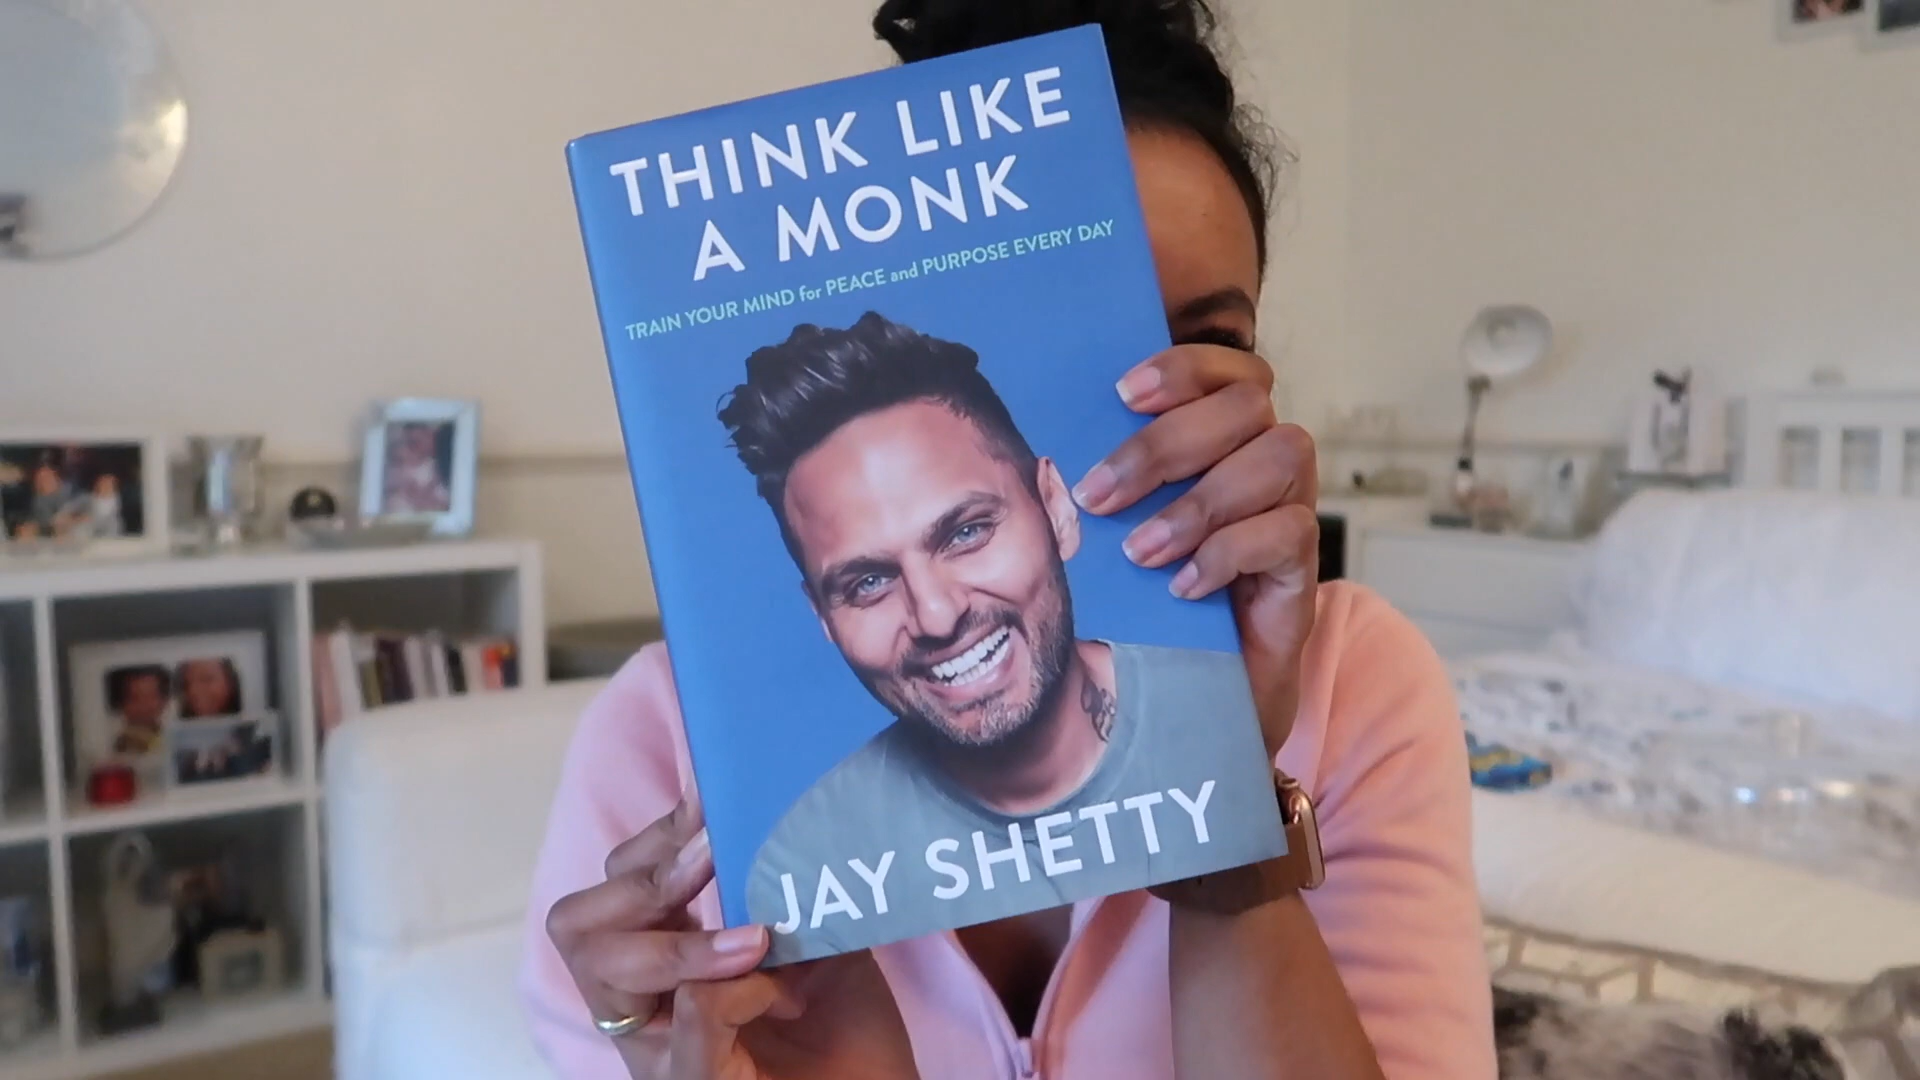 THINK LIKE
A MONK
TRAIN YOUR MIND for PEACE and PURPOSE EVERY DAY
JAY SHETTY